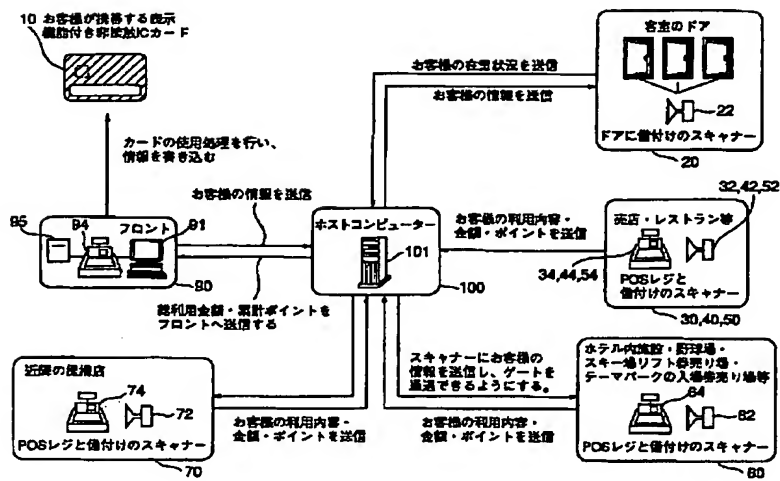 10 お客様が携帯する表示
機能付き非接触ICカード
カードの使用処理を行い、
情報を書き込む
お客様の情報を送信
95
94
フロント
91
90
総利用金額・累計ポイントを
フロントへ送信する
お客様の在室状況を送信
お客様の情報を送信
客室のドア
22
ドアに備付けのスキャナー
20
ホストコンピューター
101
100
お客様の利用内容・
金額・ポイントを送信
32,42,52
売店・レストラン等
34,44,54
POSレジと
備付けのスキャナー
30,40,50
近隣の提携店
74
72
POSレジと備付けのスキャナー
70
お客様の利用内容・
金額・ポイントを送信
スキャナーにお客様の
情報を送信し、ゲートを
通過できるようにする。
お客様の利用内容・
金額・ポイントを送信
ホテル内施設・野球場・
スキー場リフト券売り場・
テーマパークの入場券売り場等
64
62
POSレジと備付けのスキャナー
60